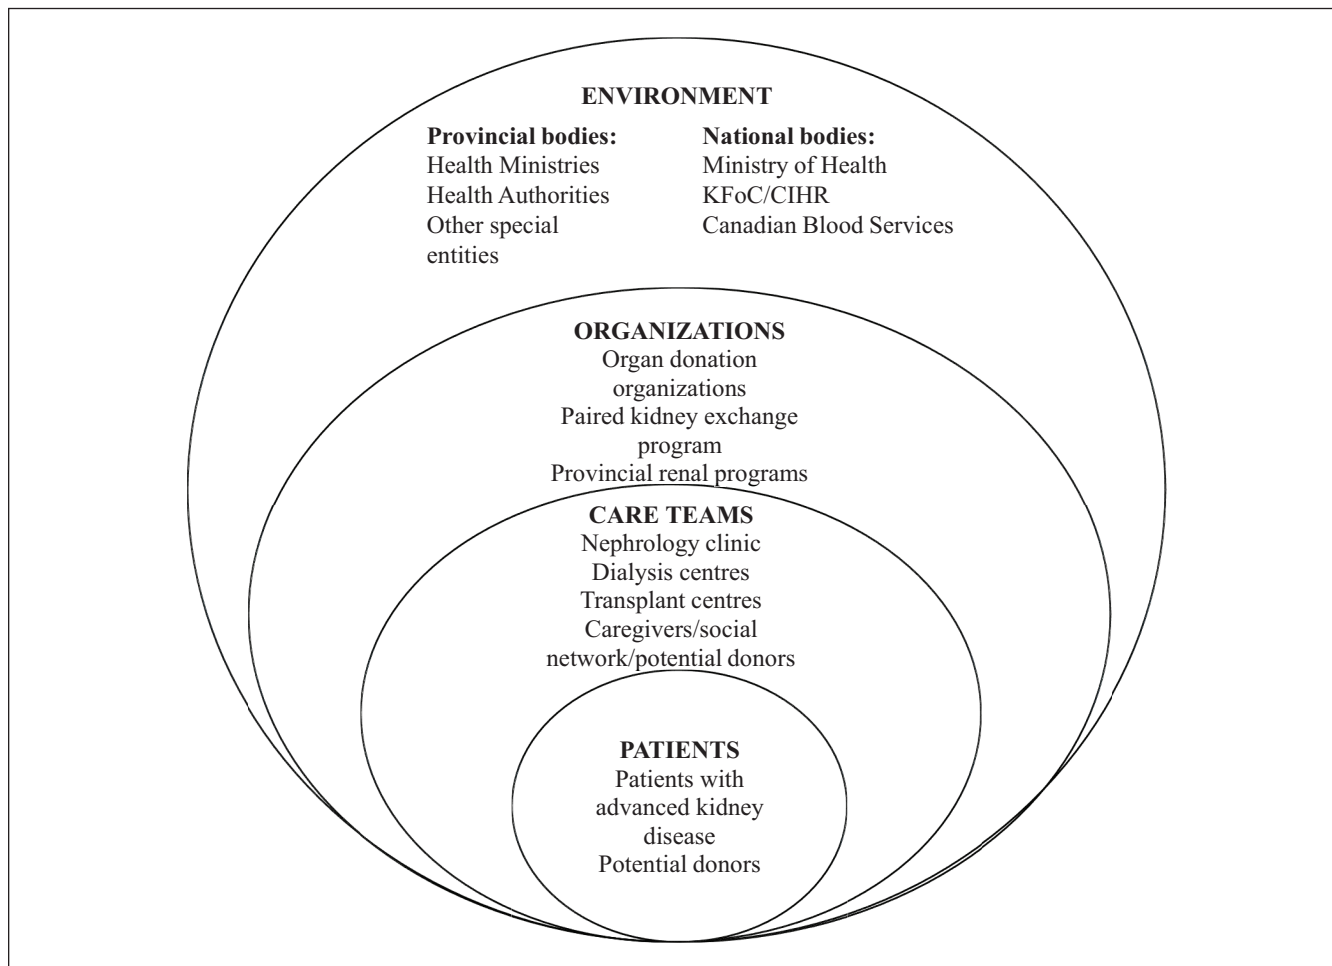 ENVIRONMENT
Provincial bodies:
Health Ministries
Health Authorities
Other special
entities
National bodies:
Ministry of Health
KFoC/CIHR
Canadian Blood Services
ORGANIZATIONS
Organ donation
organizations
Paired kidney exchange
program
Provincial renal programs
CARE TEAMS
Nephrology clinic
Dialysis centres
Transplant centres
Caregivers/social
network/potential donors
PATIENTS
Patients with
advanced kidney
disease
Potential donors